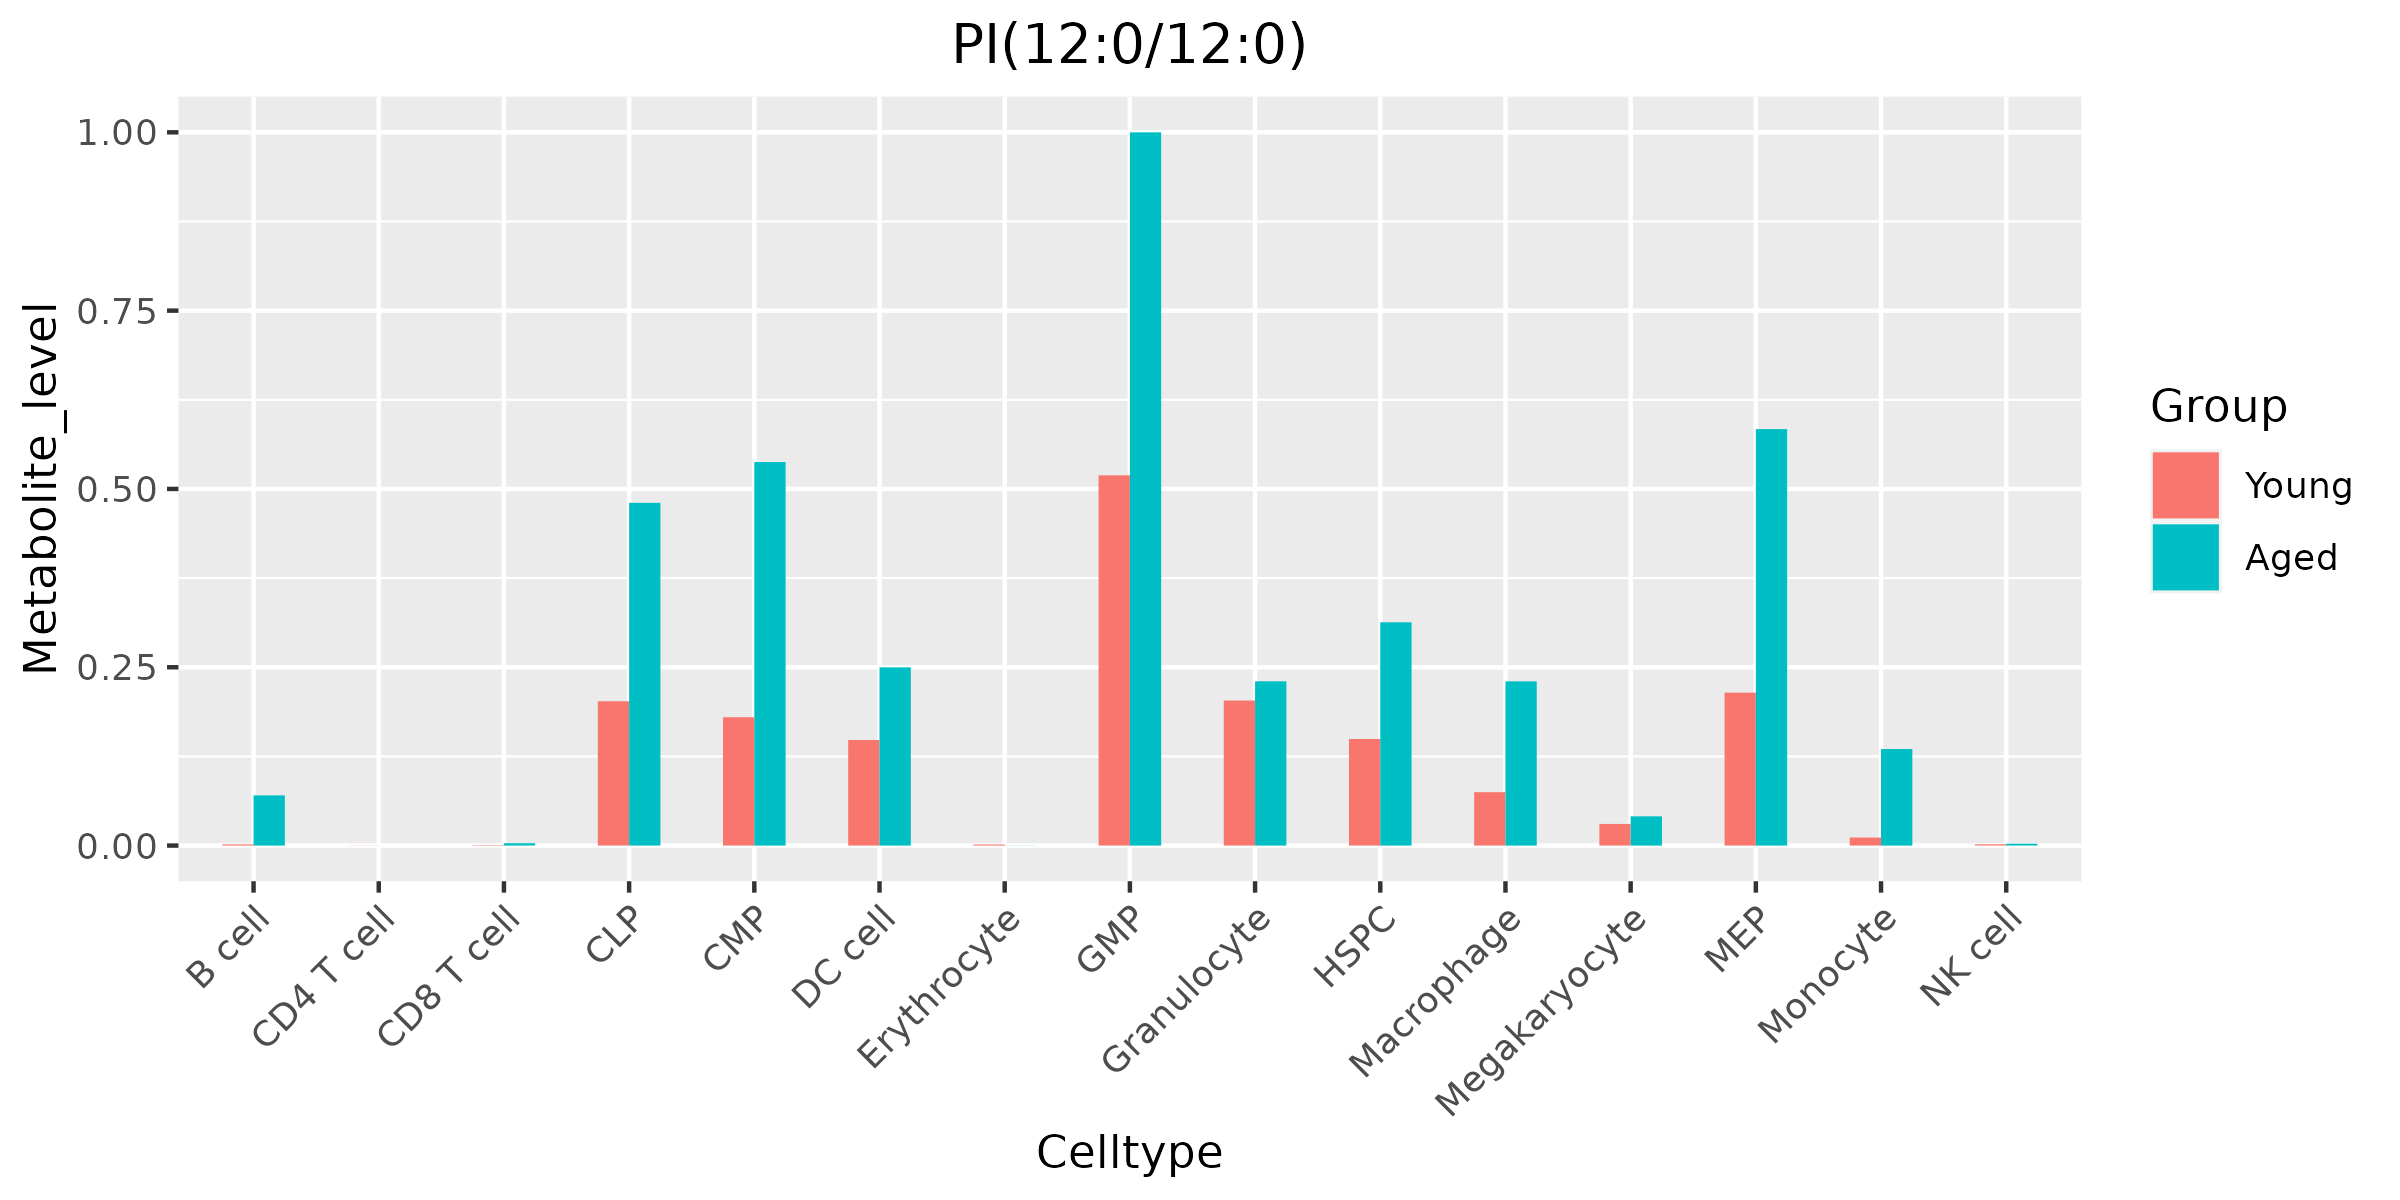 PI(12:0/12:0)
Metabolite_level
1.00
0.75
0.50
0.25
0.00
B cell
CD4 T cell
CD8 T cell
CLP
CMP
DC cell
Erythrocyte
GMP
Granulocyte
HSPC
Macrophage
Megakaryocyte
MEP
Monocyte
NK cell
Celltype
Group
Young
Aged